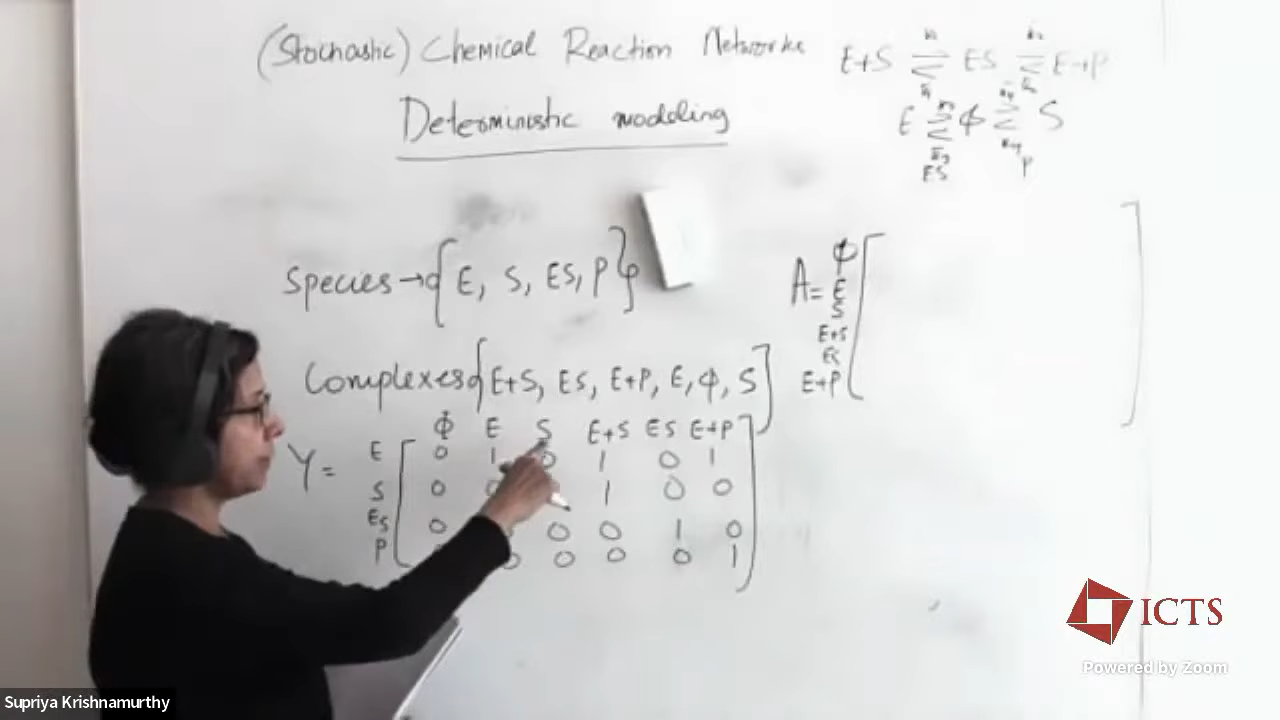 (Stochastic) Chemical Reaction Networks
Deterministic modeling
E+S ⇌ ES ⇌ E+P
E ⇌ Φ ⇌ S
ES P
Species → { E, S, ES, P }
Complexes { E+S, ES, E+P, E, Φ, S ]
Φ E S E+S ES E+P
Y =
E 0 1 0 1 0 1
S 0 1 0 0
ES 0 0 0 1 0
P 0 0 0 1
A =
Φ
E
S
E+S
ES
E+P
ICTS
Powered by Zoom
Supriya Krishnamurthy